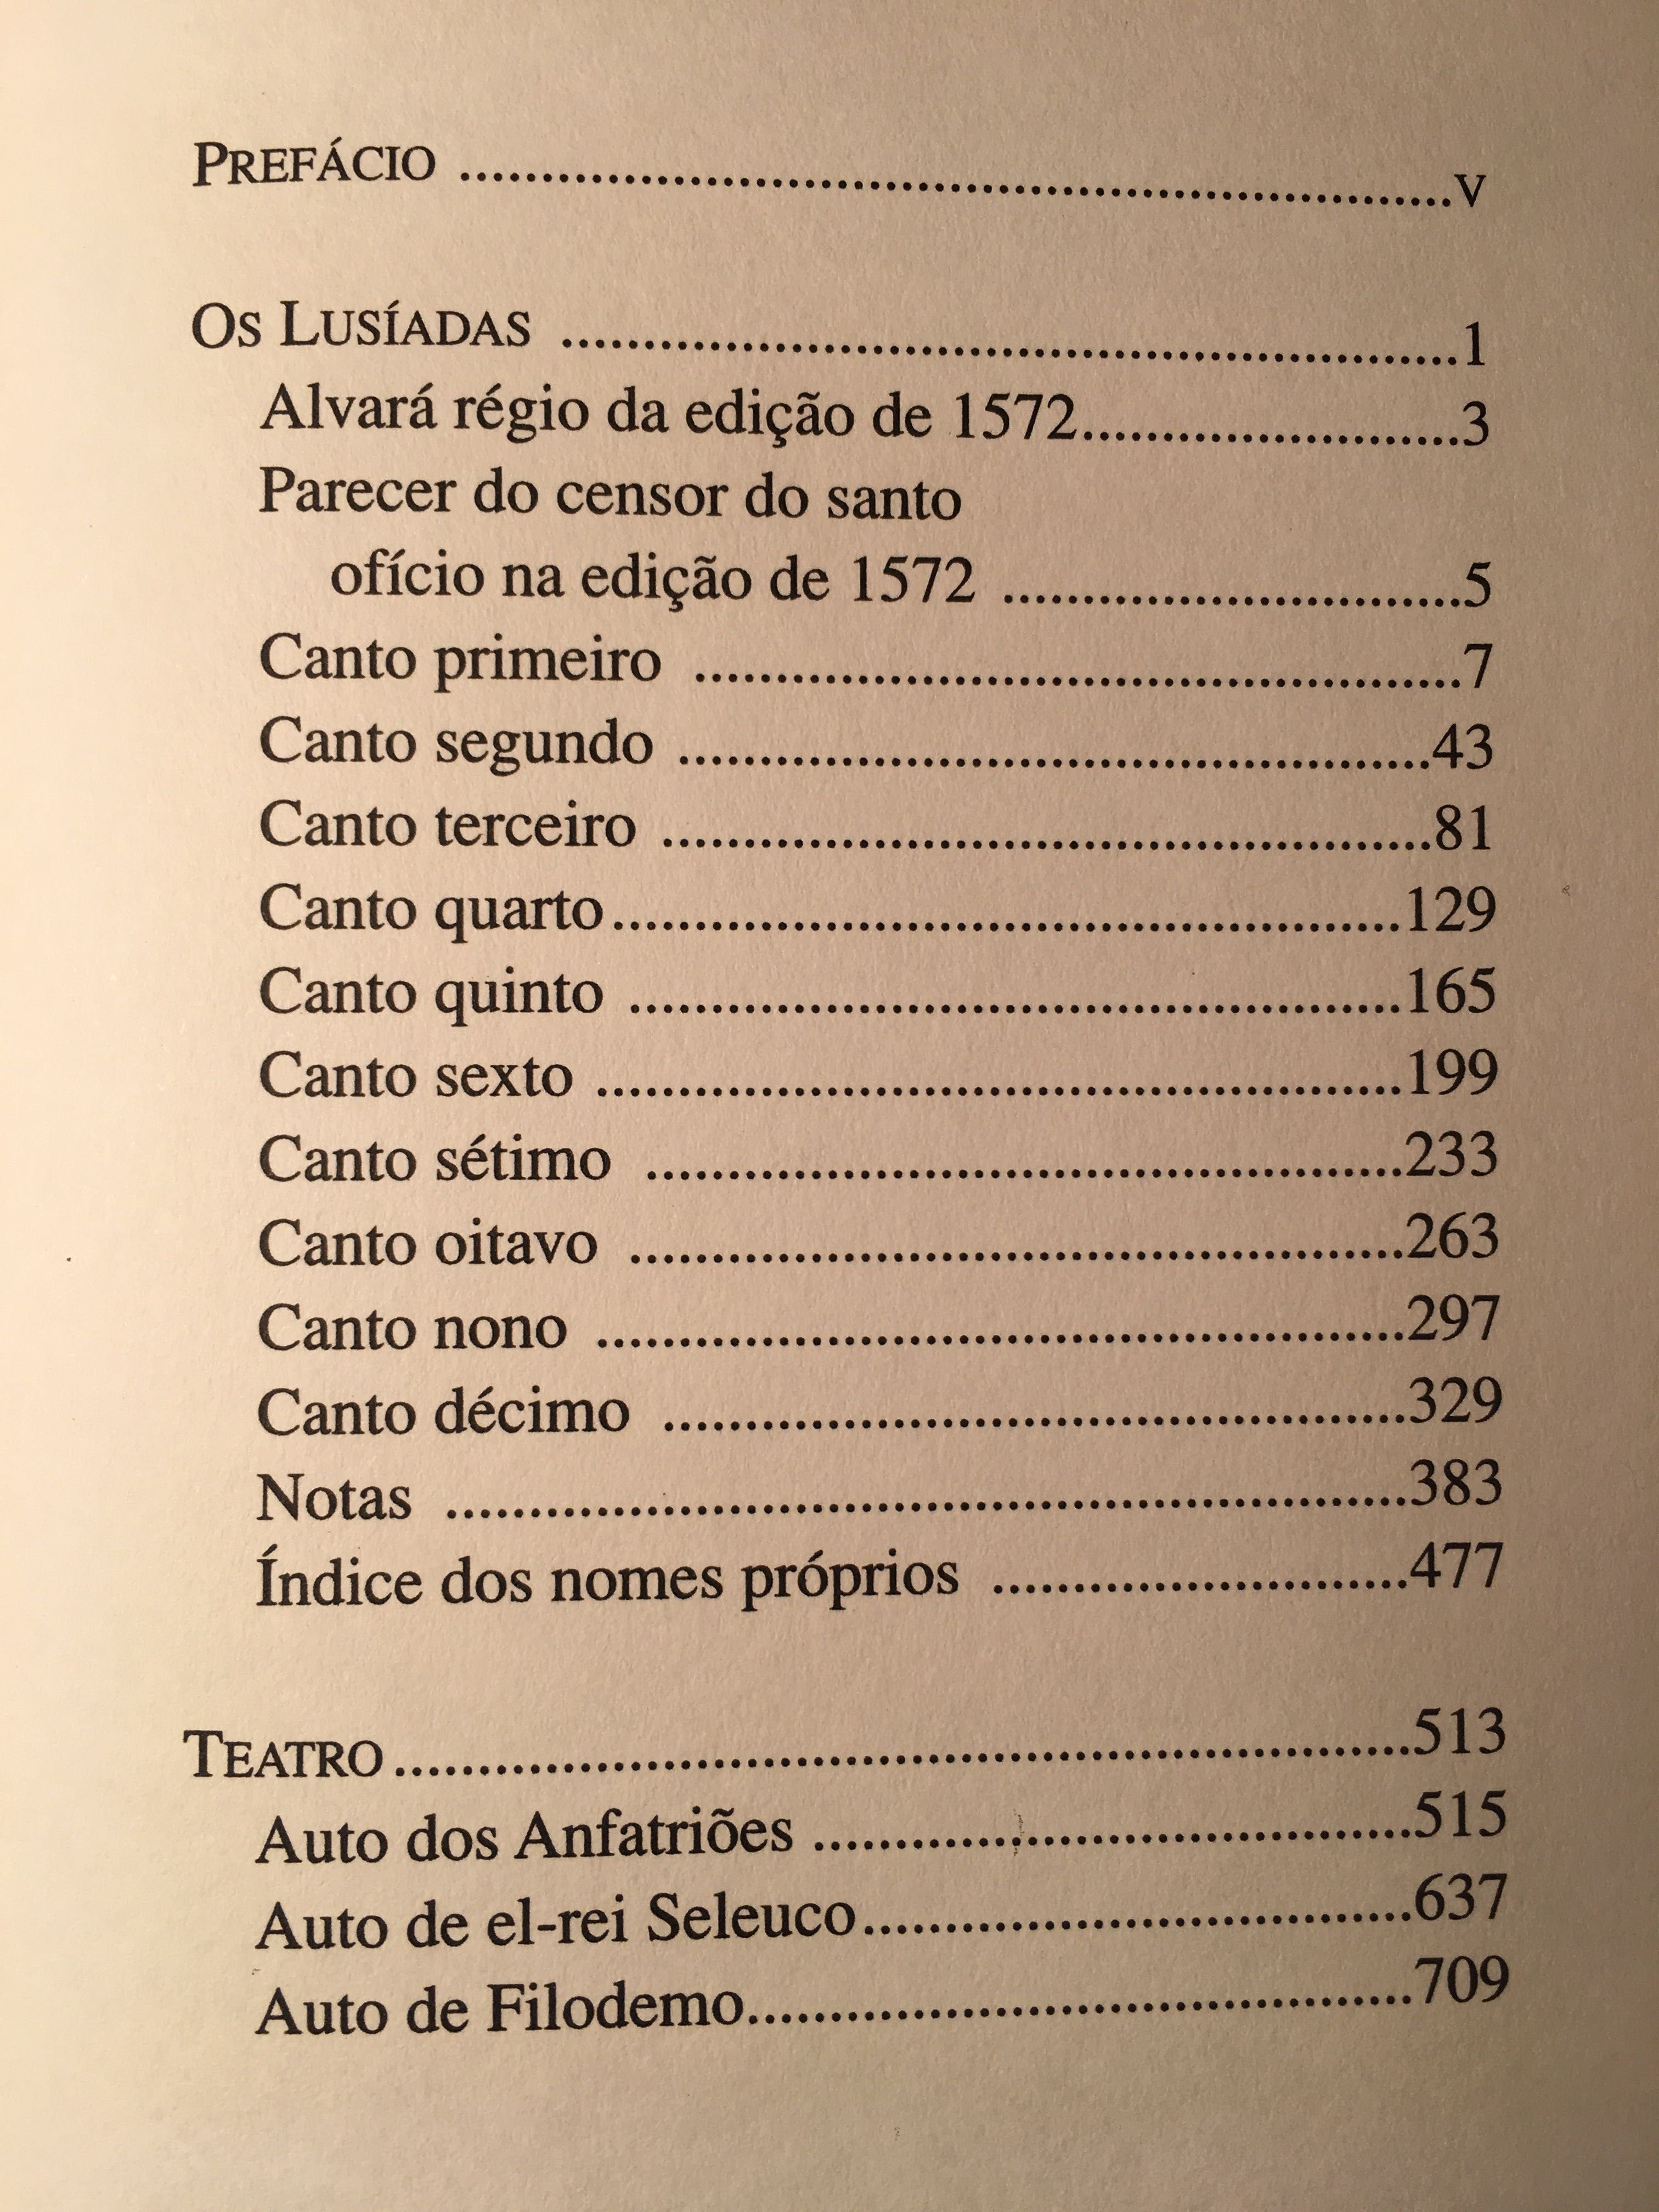 PREFÁCIO ..............................................................V
OS LUSÍADAS ........................................................1
Alvará régio da edição de 1572.......................3
Parecer do censor do santo
ofício na edição de 1572 ............................5
Canto primeiro ...............................................7
Canto segundo ..............................................43
Canto terceiro ...............................................81
Canto quarto................................................129
Canto quinto ...............................................165
Canto sexto .................................................199
Canto sétimo ..............................................233
Canto oitavo ...............................................263
Canto nono .................................................297
Canto décimo .............................................329
Notas ..........................................................383
Índice dos nomes próprios .........................477
TEATRO..............................................................513
Auto dos Anfatriões ....................................515
Auto de el-rei Seleuco.................................637
Auto de Filodemo........................................709